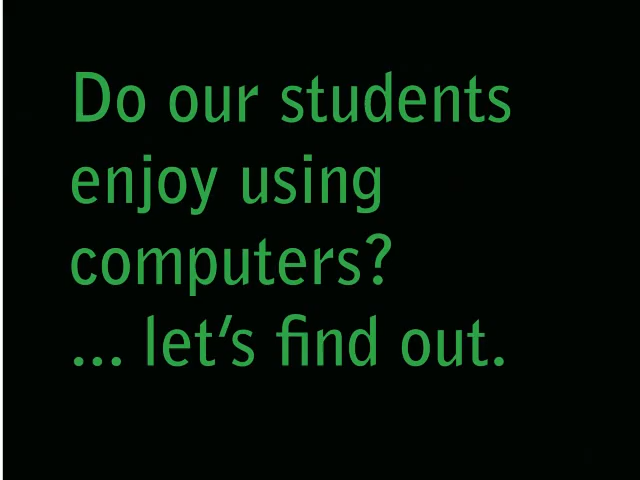 Do our students
enjoy using
computers?
... let’s find out.